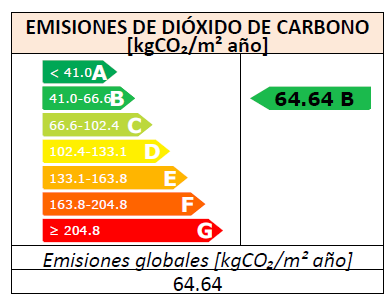 EMISIONES DE DIÓXIDO DE CARBONO
[kgCO₂/m² año]
< 41.0 A
41.0-66.6 B
64.64 B
66.6-102.4 C
102.4-133.1 D
133.1-163.8 E
163.8-204.8 F
≥ 204.8 G
Emisiones globales [kgCO₂/m² año]
64.64